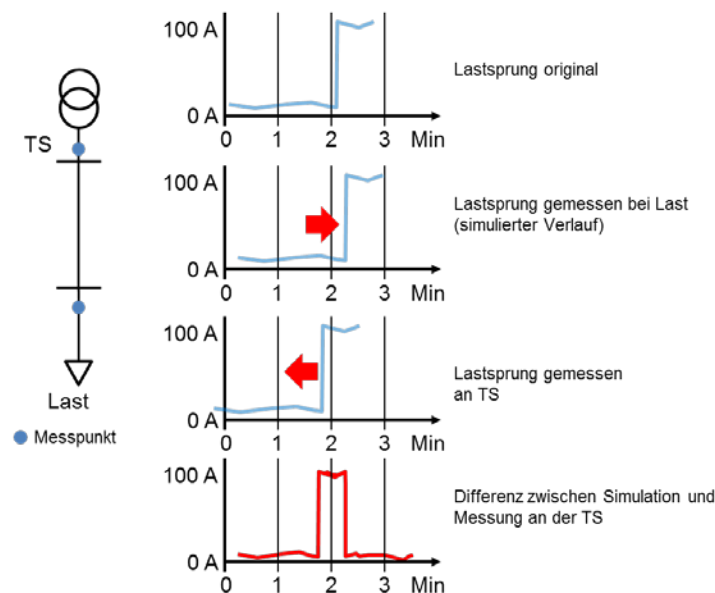 100 A
0 A
0 1 2 3 Min
Lastsprung original
TS
100 A
0 A
0 1 2 3 Min
Lastsprung gemessen bei Last
(simulierter Verlauf)
100 A
0 A
0 1 2 3 Min
Lastsprung gemessen
an TS
Last
Messpunkt
100 A
0 A
0 1 2 3 Min
Differenz zwischen Simulation und
Messung an der TS